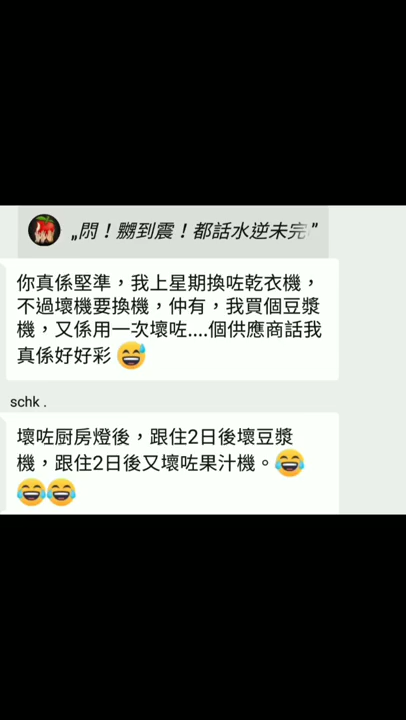 „閃！嬲到震！都話水逆未完"
你真係堅準，我上星期換咗乾衣機，
不過壞機要換機，仲有，我買個豆漿
機，又係用一次壞咗....個供應商話我
真係好好彩 😅
schk .
壞咗厨房燈後，跟住2日後壞豆漿
機，跟住2日後又壞咗果汁機。😂
😂😂